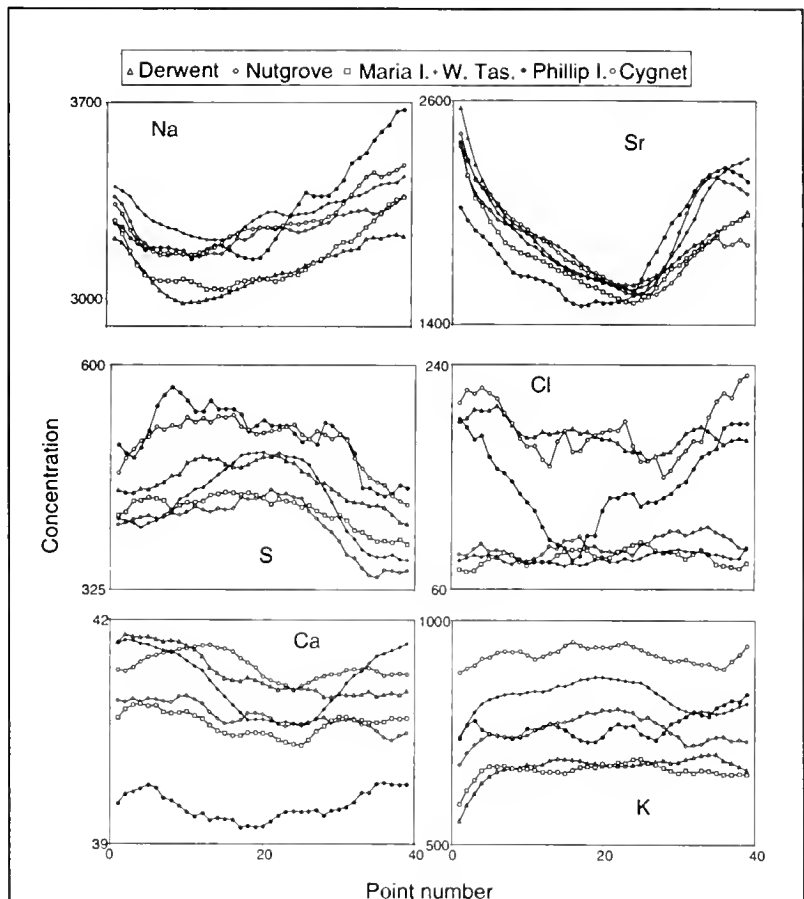 Derwent Nutgrove Maria I. W. Tas. Phillip I. Cygnet
3700
Na
3000
2600
Sr
1400
Concentration
600
S
325
240
Cl
60
42
Ca
39
0 20 40
1000
K
500
0 20 40
Point number